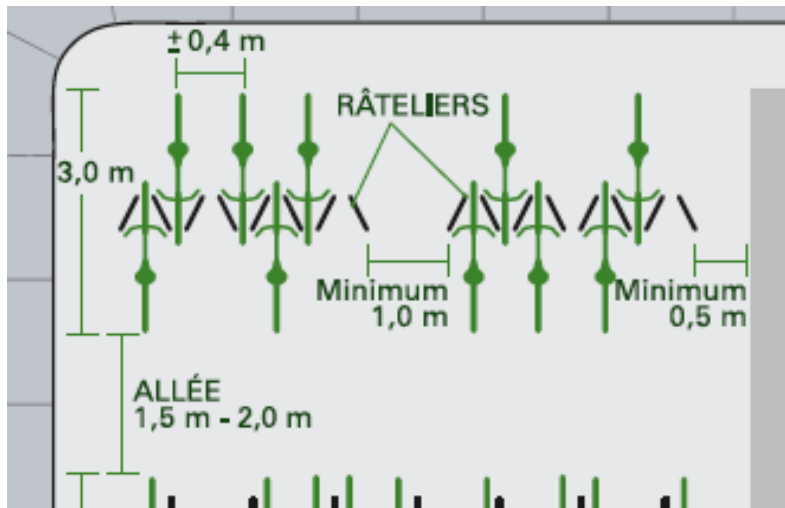 ± 0,4 m
RÂTELIERS
3,0 m
Minimum
1,0 m
Minimum
0,5 m
ALLÉE
1,5 m - 2,0 m